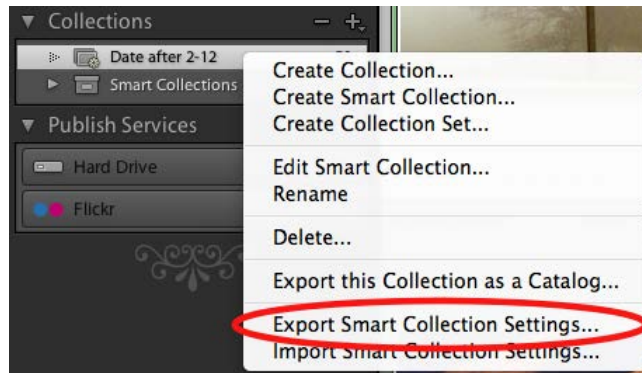 Collections
Date after 2-12
Smart Collections
Publish Services
Hard Drive
Flickr
Create Collection...
Create Smart Collection...
Create Collection Set...
Edit Smart Collection...
Rename
Delete...
Export this Collection as a Catalog...
Export Smart Collection Settings...
Import Smart Collection Settings...